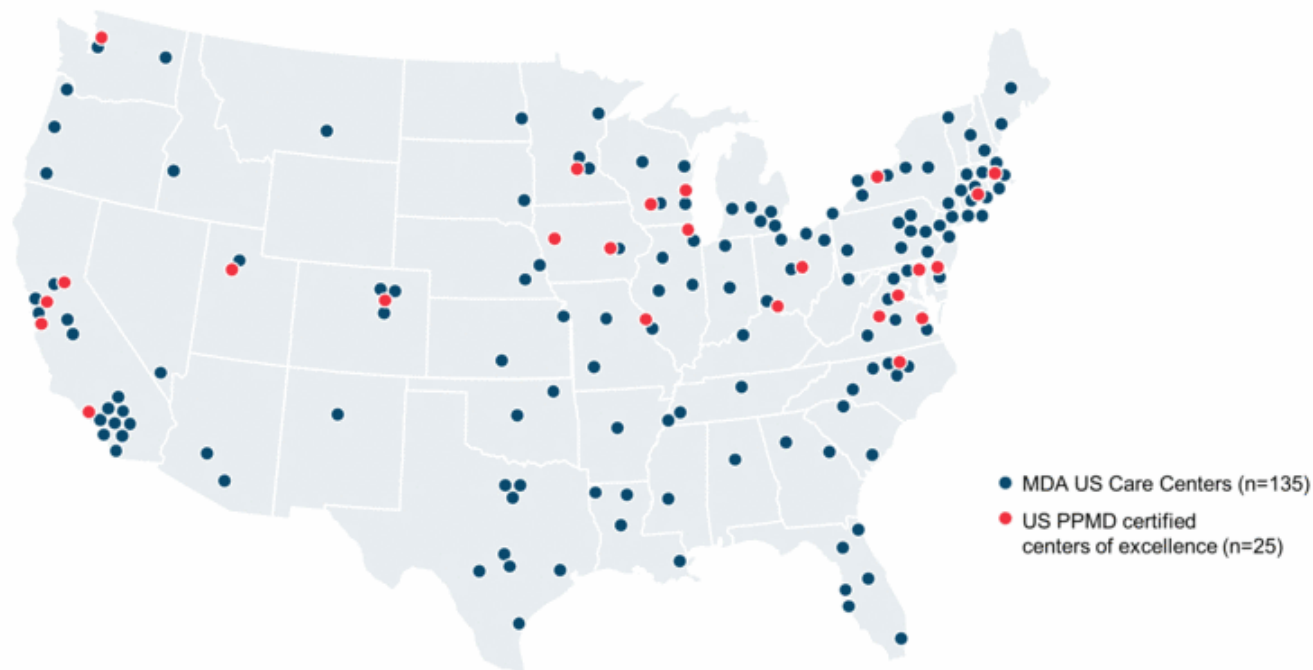 MDA US Care Centers (n=135)
US PPMD certified
centers of excellence (n=25)